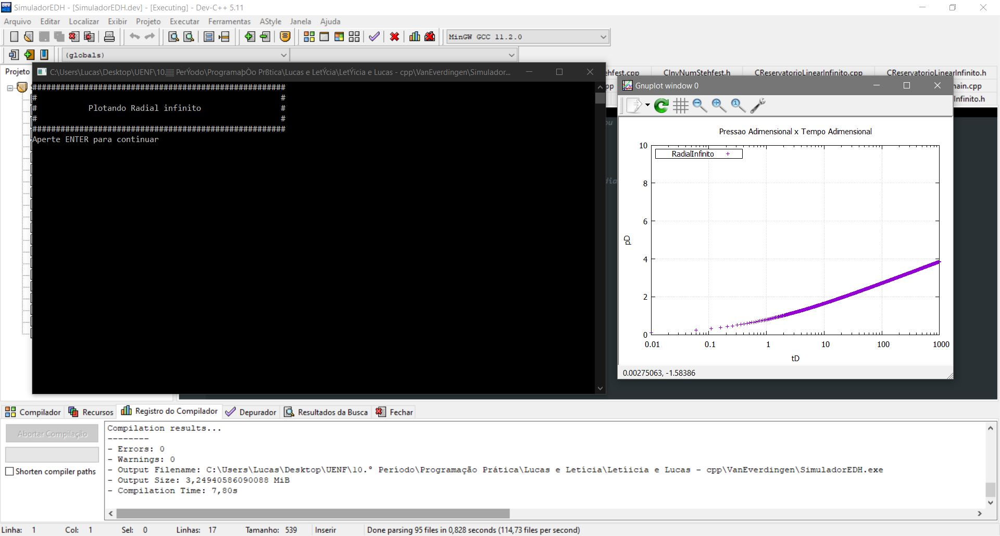 SimuladorEDH - [SimuladorEDH.dev] - [Executing] - Dev-C++ 5.11
Arquivo Editar Localizar Exibir Projeto Executar Ferramentas AStyle Janela Ajuda
MinGW GCC 11.2.0
(globals)
Projeto
C:\Users\Lucas\Desktop\UENF\10.▒ PerÝodo\ProgramaþÒo Prßtica\Lucas e LetÝcia\LetÝicia e Lucas - cpp\VanEverdingen\Simulador...
######################################################
# #
# Plotando Radial infinito #
# #
######################################################
Aperte ENTER para continuar
hfest.cpp CInvNumStehfest.h CReservatorioLinearInfinito.cpp CReservatorioLinearInfinito.h
pp
ain.cpp
Infinito.h
ou
dia
Gnuplot window 0
Pressao Adimensional x Tempo Adimensional
RadialInfinito
10
8
6
4
2
0
pD
0.01 0.1 1 10 100 1000
tD
0.00275063, -1.58386
Compilador Recursos Registro do Compilador Depurador Resultados da Busca Fechar
Abortar Compilação
Shorten compiler paths
Compilation results...
--------
- Errors: 0
- Warnings: 0
- Output Filename: C:\Users\Lucas\Desktop\UENF\10.° Período\Programação Prática\Lucas e Letícia\Letíicia e Lucas - cpp\VanEverdingen\SimuladorEDH.exe
- Output Size: 3,24940586090088 MiB
- Compilation Time: 7,80s
Linha: 1 Col: 1 Sel: 0 Linhas: 17 Tamanho: 539 Inserir Done parsing 95 files in 0,828 seconds (114,73 files per second)